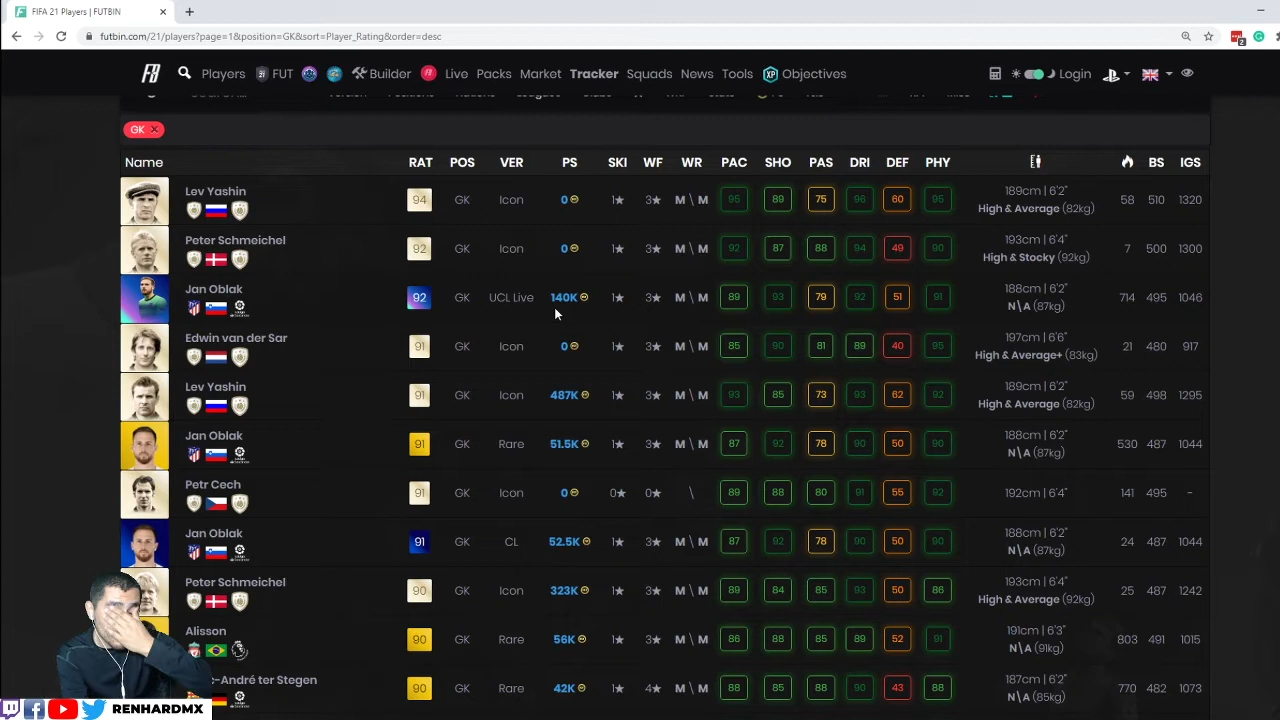 FIFA 21 Players | FUTBIN
futbin.com/21/players?page=1&position=GK&sort=Player_Rating&order=desc
Players FUT Builder Live Packs Market Tracker Squads News Tools Objectives Login
GK
Name RAT POS VER PS SKI WF WR PAC SHO PAS DRI DEF PHY BS IGS
Lev Yashin 94 GK Icon 0 1★ 3★ M \ M 95 89 75 96 60 95 189cm | 6'2" 58 510 1320
High & Average (82kg)
Peter Schmeichel 92 GK Icon 0 1★ 3★ M \ M 92 87 88 94 49 90 193cm | 6'4" 7 500 1300
High & Stocky (92kg)
Jan Oblak 92 GK UCL Live 140K 1★ 3★ M \ M 89 93 79 92 51 91 188cm | 6'2" 714 495 1046
N\A (87kg)
Edwin van der Sar 91 GK Icon 0 1★ 3★ M \ M 85 90 81 89 40 95 197cm | 6'6" 21 480 917
High & Average+ (83kg)
Lev Yashin 91 GK Icon 487K 1★ 3★ M \ M 93 85 73 93 62 92 189cm | 6'2" 59 498 1295
High & Average (82kg)
Jan Oblak 91 GK Rare 51.5K 1★ 3★ M \ M 87 92 78 90 50 90 188cm | 6'2" 530 487 1044
N\A (87kg)
Petr Cech 91 GK Icon 0 0★ 0★ \ 89 88 80 91 55 92 192cm | 6'4" 141 495 -
Jan Oblak 91 GK CL 52.5K 1★ 3★ M \ M 87 92 78 90 50 90 188cm | 6'2" 24 487 1044
N\A (87kg)
Peter Schmeichel 90 GK Icon 323K 1★ 3★ M \ M 89 84 85 93 50 86 193cm | 6'4" 25 487 1242
High & Average (92kg)
Alisson 90 GK Rare 56K 1★ 3★ M \ M 86 88 85 89 52 91 191cm | 6'3" 803 491 1015
N\A (91kg)
c-André ter Stegen 90 GK Rare 42K 1★ 4★ M \ M 88 85 88 90 43 88 187cm | 6'2" 770 482 1073
N\A (85kg)
RENHARDMX